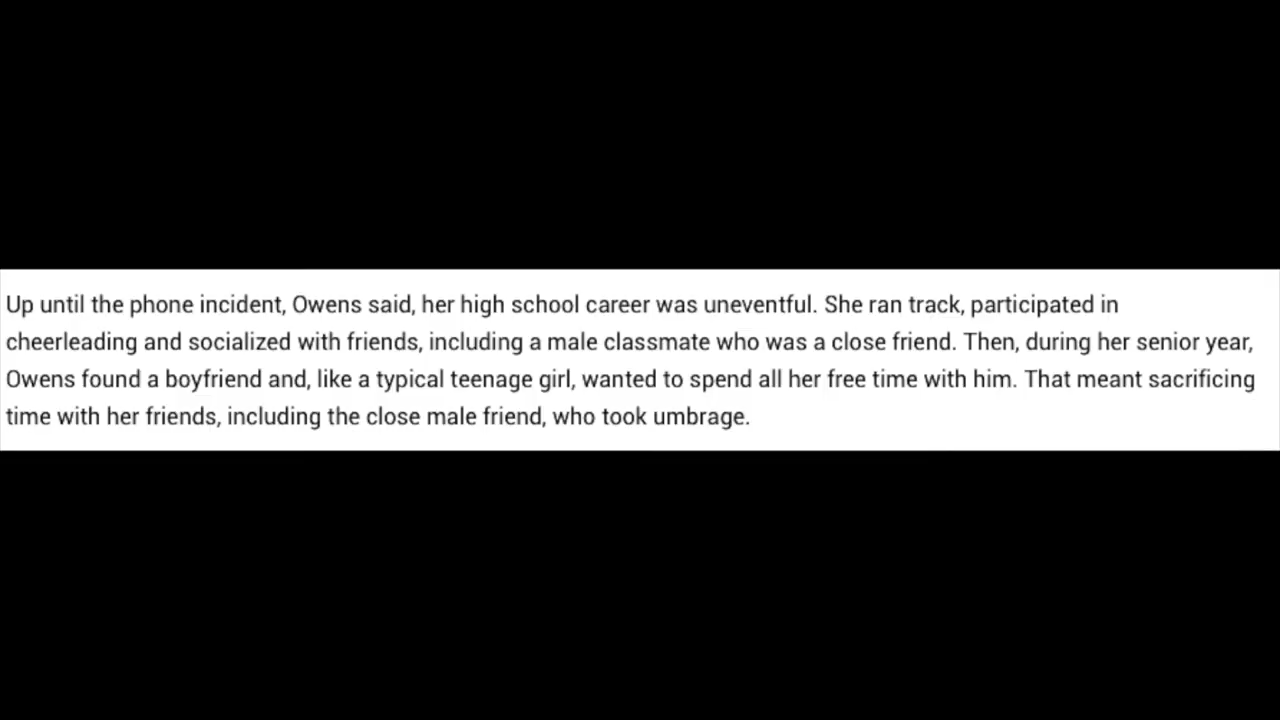 Up until the phone incident, Owens said, her high school career was uneventful. She ran track, participated in
cheerleading and socialized with friends, including a male classmate who was a close friend. Then, during her senior year,
Owens found a boyfriend and, like a typical teenage girl, wanted to spend all her free time with him. That meant sacrificing
time with her friends, including the close male friend, who took umbrage.